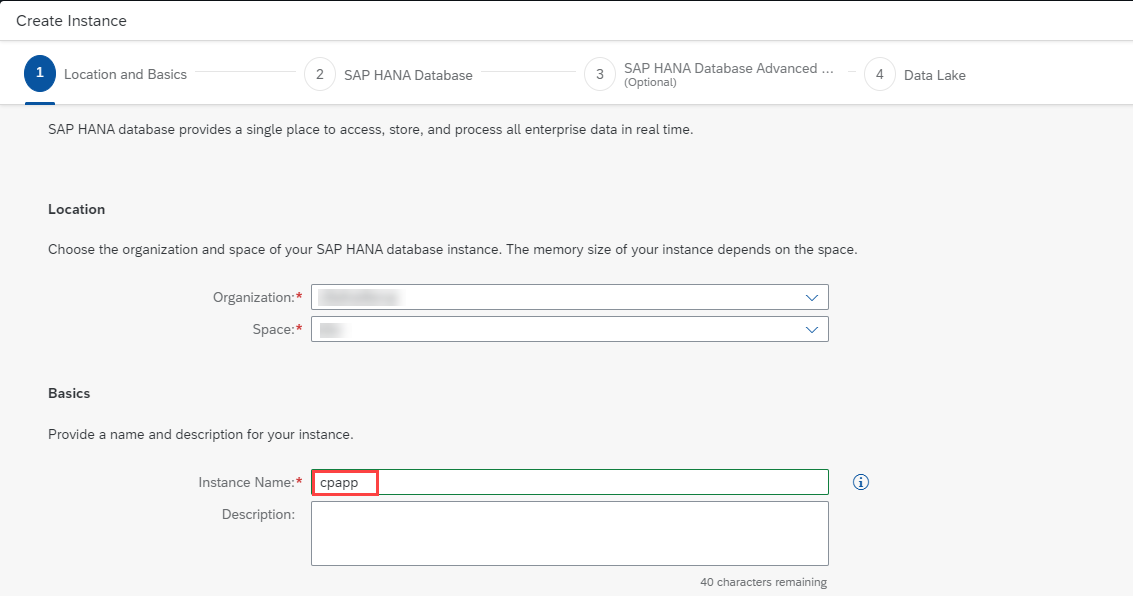 Create Instance
1 Location and Basics
2 SAP HANA Database
3 SAP HANA Database Advanced ...
(Optional)
4 Data Lake
SAP HANA database provides a single place to access, store, and process all enterprise data in real time.
Location
Choose the organization and space of your SAP HANA database instance. The memory size of your instance depends on the space.
Organization:*
Space:*
Basics
Provide a name and description for your instance.
Instance Name:* cpapp
Description:
40 characters remaining